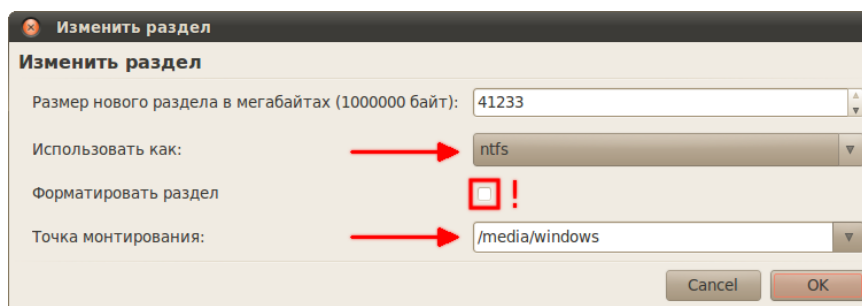 Изменить раздел
Изменить раздел
Размер нового раздела в мегабайтах (1000000 байт): 41233
Использовать как: ntfs
Форматировать раздел !
Точка монтирования: /media/windows
Cancel OK